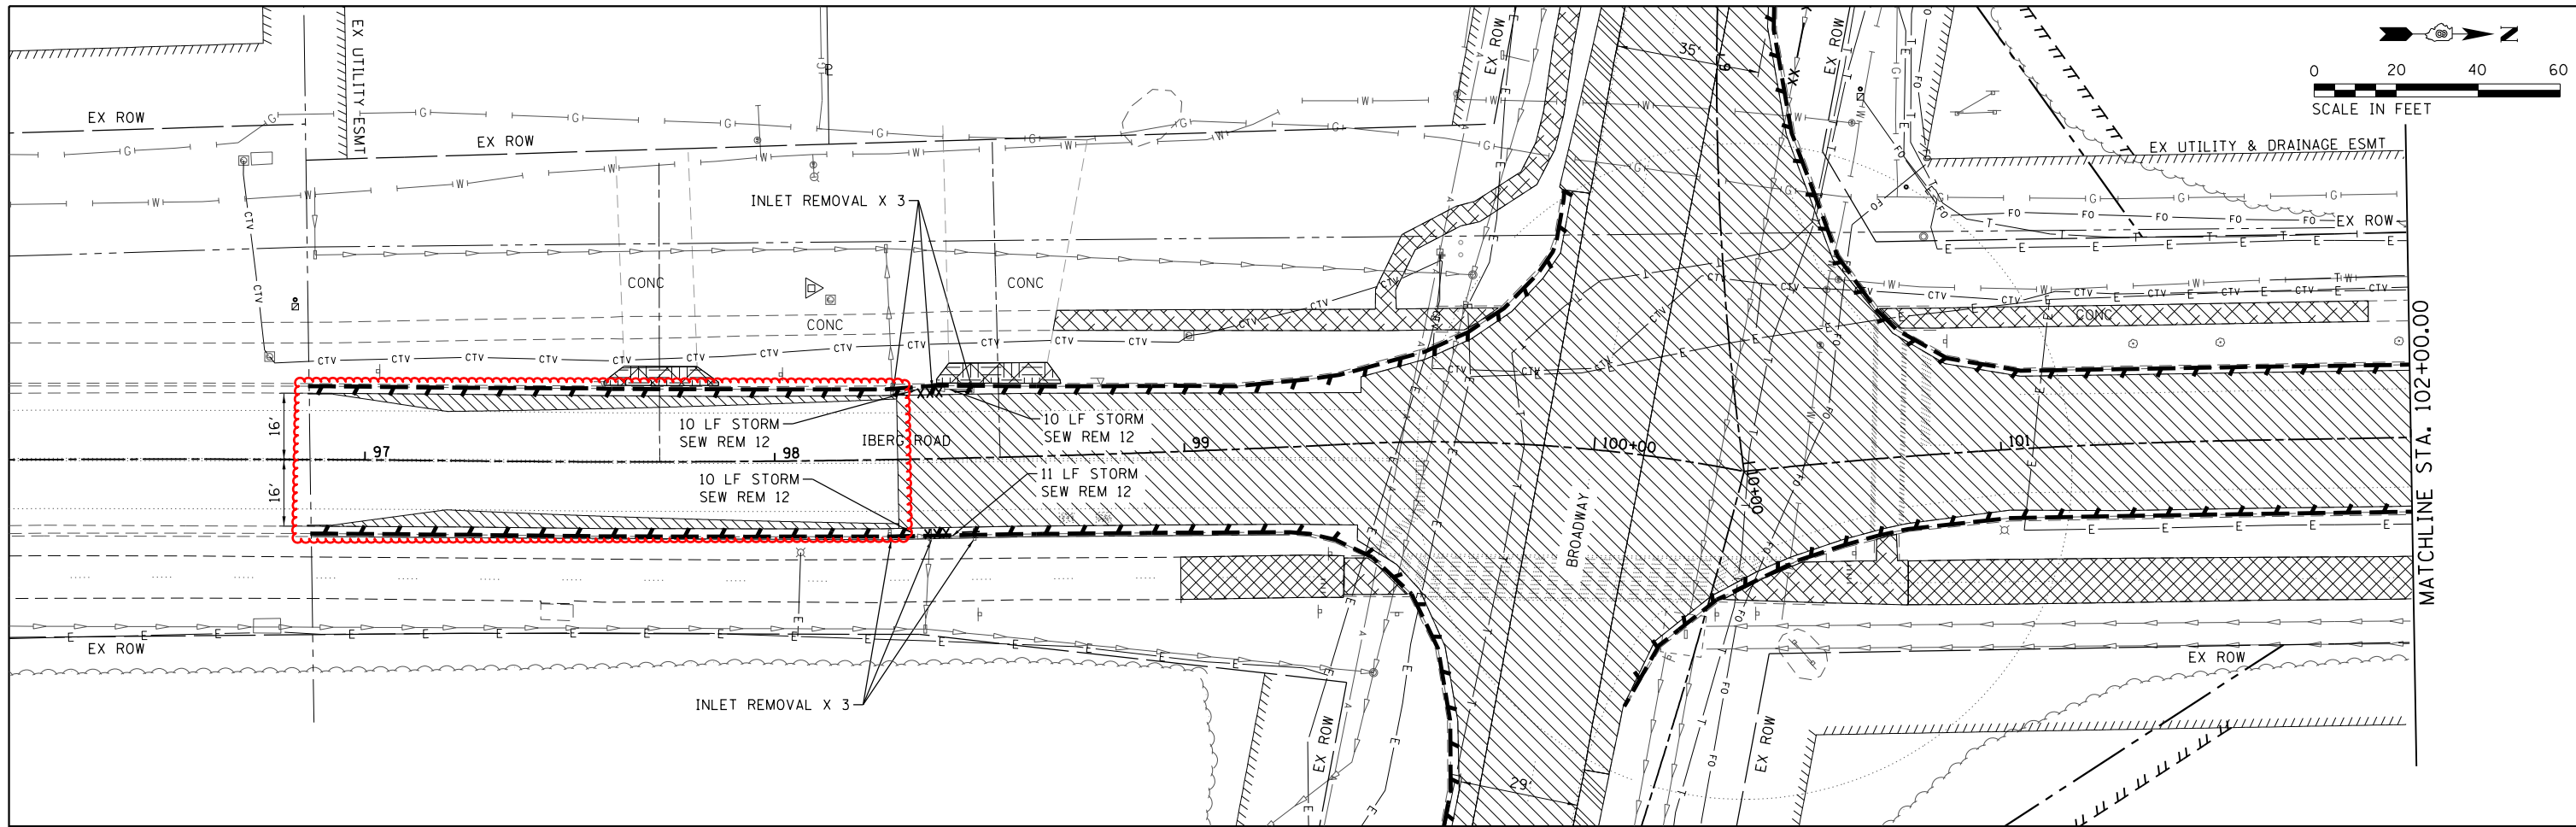 EX UTILITY ESMT
EX ROW
EX ROW
EX ROW
35'
EX ROW
N
0 20 40 60
SCALE IN FEET
EX UTILITY & DRAINAGE ESMT
EX ROW
INLET REMOVAL X 3
CONC
CONC
CONC
CONC
16'
16'
10 LF STORM
SEW REM 12
10 LF STORM
SEW REM 12
IBERG ROAD
97
98
99
100+00
101
9
110+00
10 LF STORM
SEW REM 12
11 LF STORM
SEW REM 12
BROADWAY
MATCHLINE STA. 102+00.00
EX ROW
INLET REMOVAL X 3
EX ROW
EX ROW
EX ROW
29'